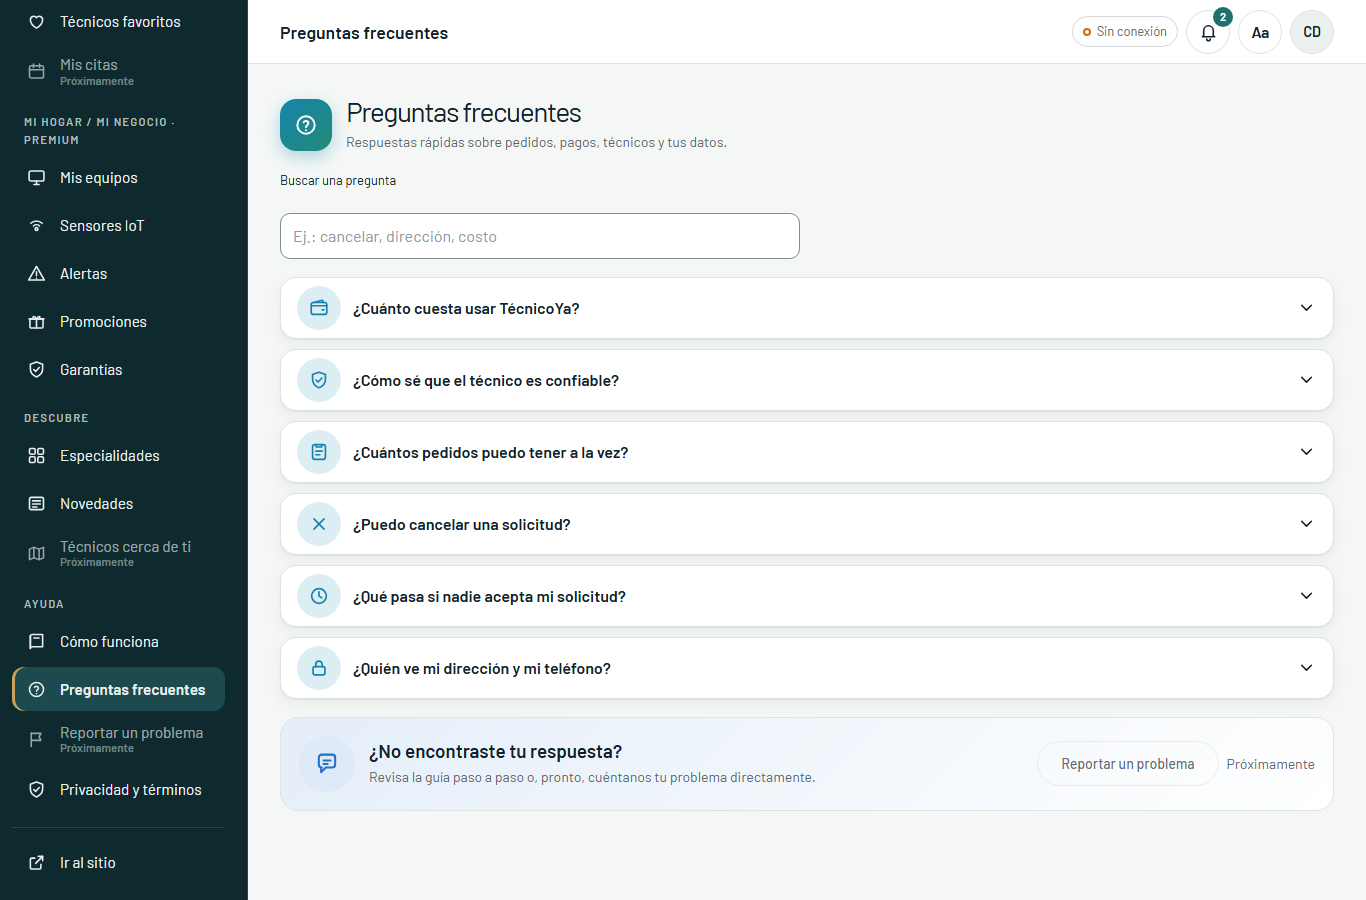 Técnicos favoritos
Mis citas
Próximamente
MI HOGAR / MI NEGOCIO ·
PREMIUM
Mis equipos
Sensores IoT
Alertas
Promociones
Garantías
DESCUBRE
Especialidades
Novedades
Técnicos cerca de ti
Próximamente
AYUDA
Cómo funciona
Preguntas frecuentes
Reportar un problema
Próximamente
Privacidad y términos
Ir al sitio
Preguntas frecuentes
Sin conexión
2
Aa
CD
Preguntas frecuentes
Respuestas rápidas sobre pedidos, pagos, técnicos y tus datos.
Buscar una pregunta
Ej.: cancelar, dirección, costo
¿Cuánto cuesta usar TécnicoYa?
¿Cómo sé que el técnico es confiable?
¿Cuántos pedidos puedo tener a la vez?
¿Puedo cancelar una solicitud?
¿Qué pasa si nadie acepta mi solicitud?
¿Quién ve mi dirección y mi teléfono?
¿No encontraste tu respuesta?
Revisa la guía paso a paso o, pronto, cuéntanos tu problema directamente.
Reportar un problema
Próximamente